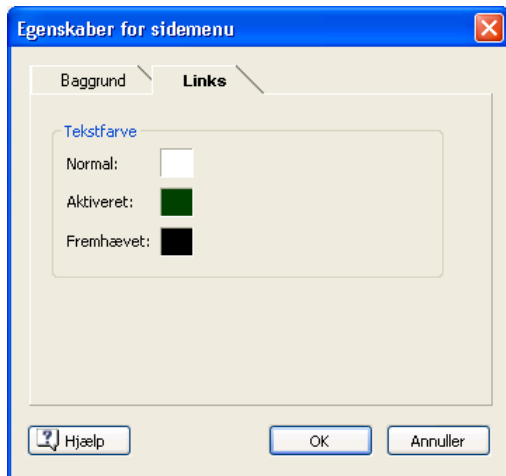 Egenskaber for sidemenu
Baggrund Links
Tekstfarve
Normal:
Aktiveret:
Fremhævet:
Hjælp OK Annuller